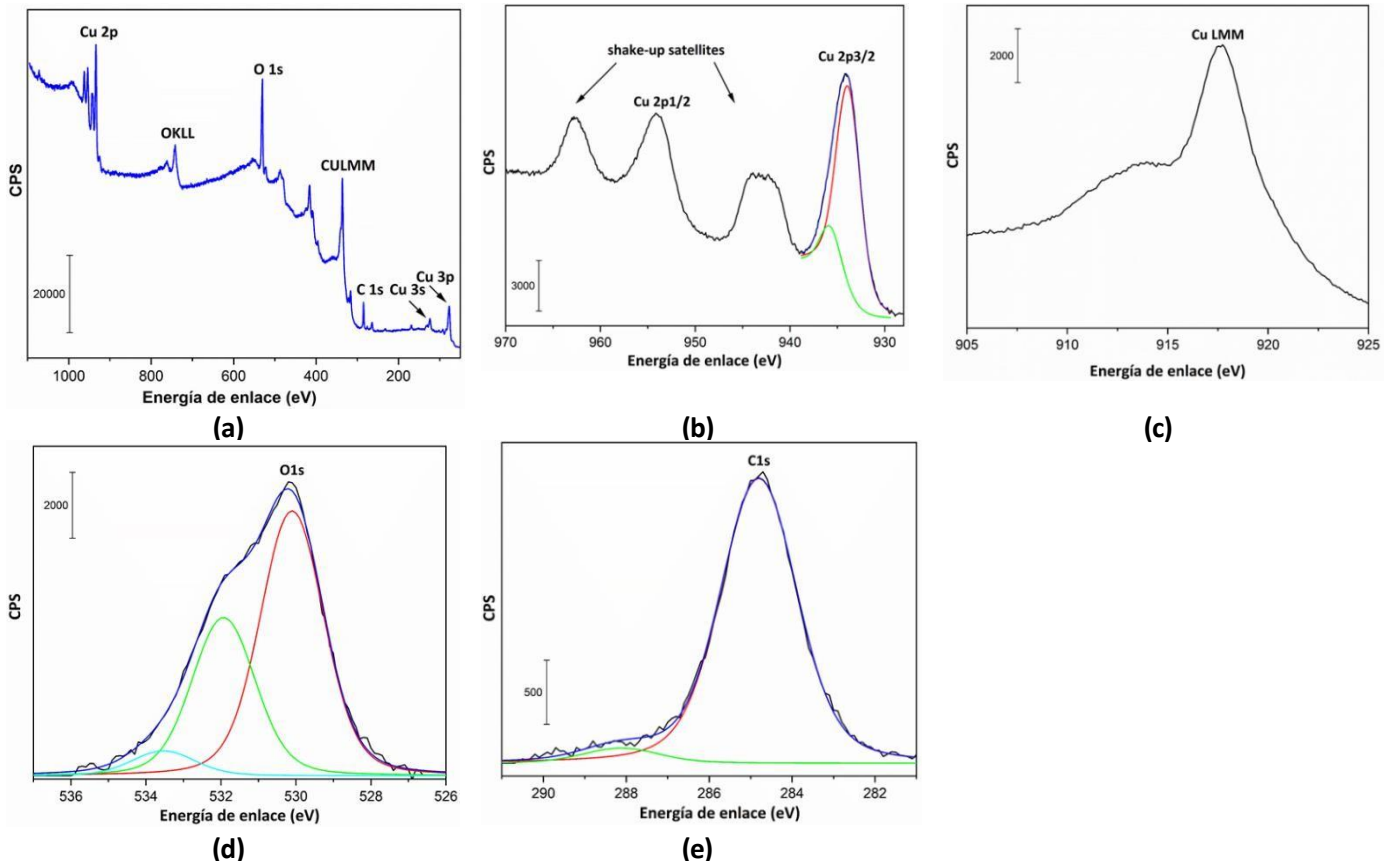 Cu 2p
O 1s
OKLL
CULMM
C 1s
Cu 3s
Cu 3p
20000
CPS
1000 800 600 400 200
Energía de enlace (eV)
(a)
shake-up satellites
Cu 2p3/2
Cu 2p1/2
3000
CPS
970 960 950 940 930
Energía de enlace (eV)
(b)
2000
Cu LMM
CPS
905 910 915 920 925
Energía de enlace (eV)
(c)
O1s
2000
CPS
536 534 532 530 528 526
Energía de enlace (eV)
(d)
C1s
500
CPS
290 288 286 284 282
Energía de enlace (eV)
(e)